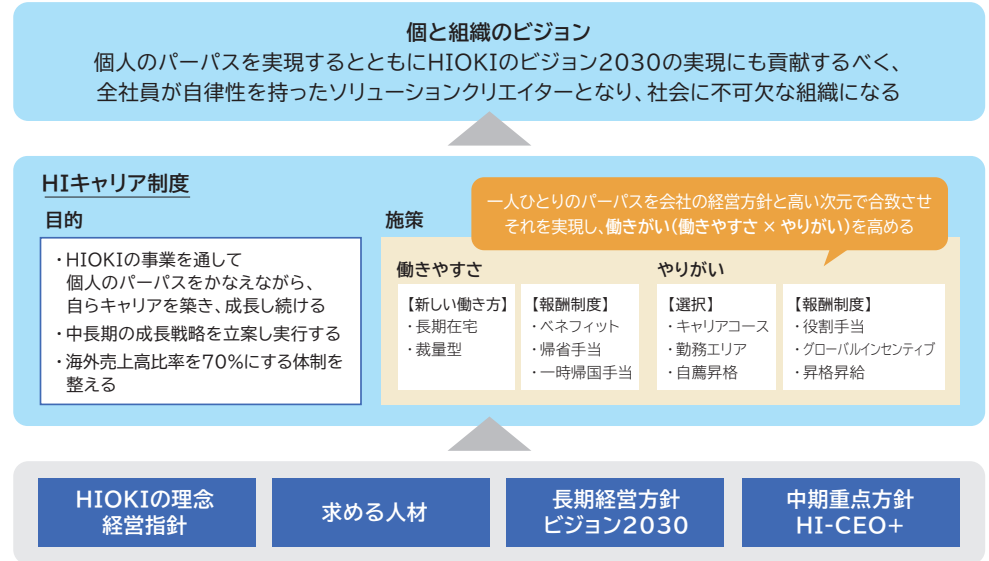 個と組織のビジョン
個人のパーパスを実現するとともにHIOKIのビジョン2030の実現にも貢献するべく、
全社員が自律性を持ったソリューションクリエイターとなり、社会に不可欠な組織になる
HIキャリア制度
目的
・HIOKIの事業を通して
個人のパーパスをかなえながら、
自らキャリアを築き、成長し続ける
・中長期の成長戦略を立案し実行する
・海外売上高比率を70%にする体制を
整える
施策
一人ひとりのパーパスを会社の経営方針と高い次元で合致させ
それを実現し、働きがい（働きやすさ × やりがい）を高める
働きやすさ
【新しい働き方】
・長期在宅
・裁量型
【報酬制度】
・ベネフィット
・帰省手当
・一時帰国手当
やりがい
【選択】
・キャリアコース
・勤務エリア
・自薦昇格
【報酬制度】
・役割手当
・グローバルインセンティブ
・昇格昇給
HIOKIの理念
経営指針
求める人材
長期経営方針
ビジョン2030
中期重点方針
HI-CEO+